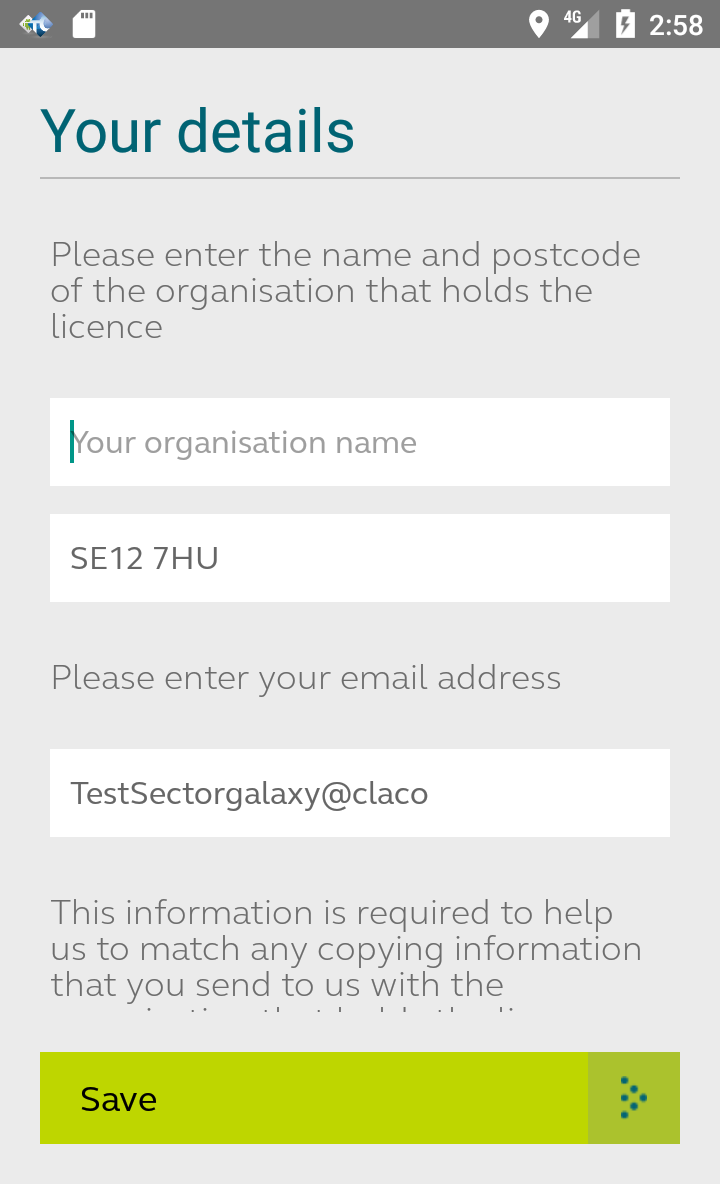 4G 2:58
Your details
Please enter the name and postcode
of the organisation that holds the
licence
Your organisation name
SE12 7HU
Please enter your email address
TestSectorgalaxy@claco
This information is required to help
us to match any copying information
that you send to us with the
Save